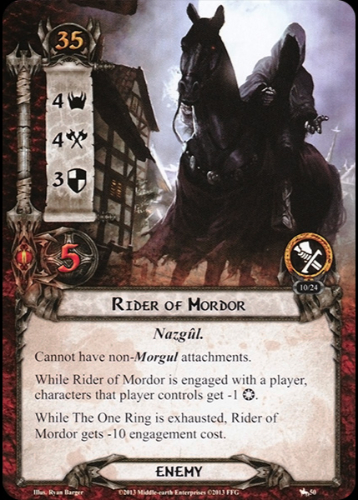 35
4
4
3
5
10/24
RIDER OF MORDOR
Nazgûl.
Cannot have non-Morgul attachments.
While Rider of Mordor is engaged with a player,
characters that player controls get -1
While The One Ring is exhausted, Rider of
Mordor gets -10 engagement cost.
ENEMY
Illus. Ryan Barger
©2013 Middle-earth Enterprises ©2013 FFG
50